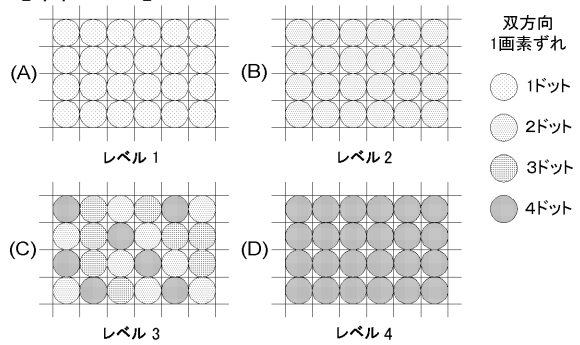 (A)
レベル 1
(B)
レベル 2
双方向
1画素ずれ
1ドット
2ドット
3ドット
4ドット
(C)
レベル 3
(D)
レベル 4